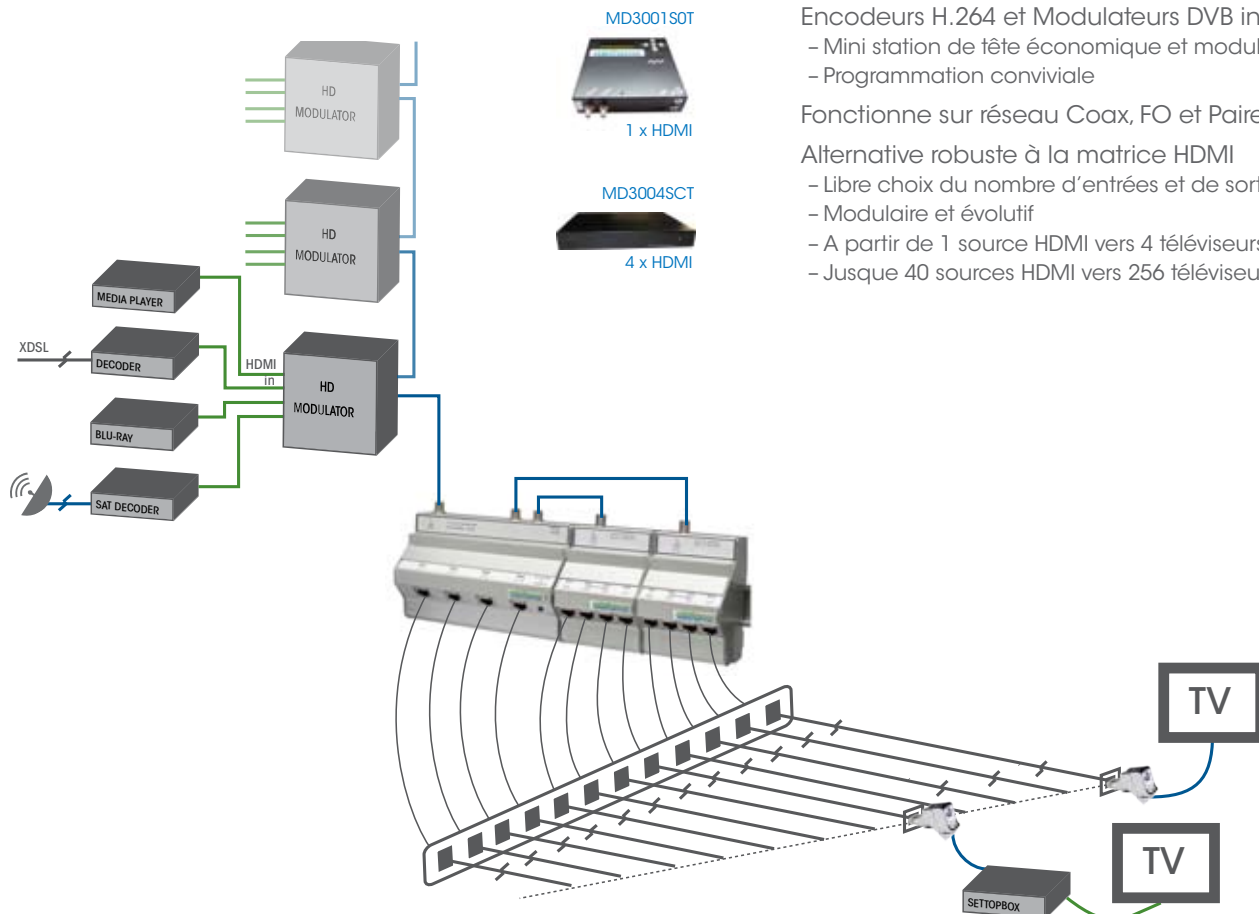 MD3001S0T
1 x HDMI
MD3004SCT
4 x HDMI
Encodeurs H.264 et Modulateurs DVB in
– Mini station de tête économique et modul
– Programmation conviviale
Fonctionne sur réseau Coax, FO et Paire
Alternative robuste à la matrice HDMI
– Libre choix du nombre d’entrées et de sort
– Modulaire et évolutif
– A partir de 1 source HDMI vers 4 téléviseurs
– Jusque 40 sources HDMI vers 256 téléviseu
HD
MODULATOR
HD
MODULATOR
MEDIA PLAYER
XDSL
DECODER
HDMI
in
HD
MODULATOR
BLU-RAY
SAT DECODER
TV
TV
SETTOPBOX